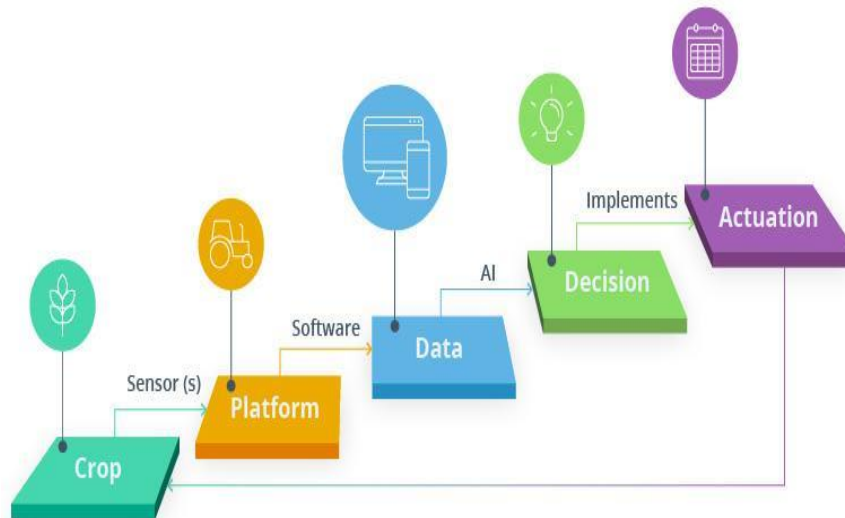 Crop
Sensor (s)
Platform
Software
Data
AI
Decision
Implements
Actuation